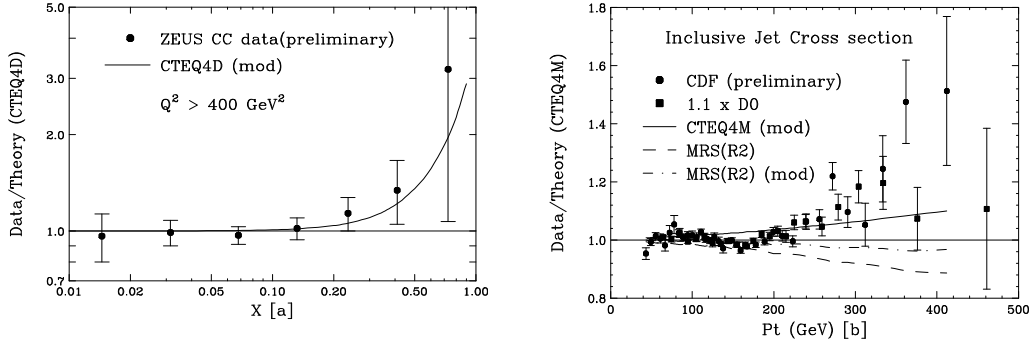 5.0
3.0
2.0
1.0
0.7
0.01
0.02
0.05
0.10
0.20
0.50
1.00
Data/Theory (CTEQ4D)
ZEUS CC data(preliminary)
CTEQ4D (mod)
Q² > 400 GeV²
X [a]
1.8
1.6
1.4
1.2
1.0
0.8
0
100
200
300
400
500
Data/Theory (CTEQ4M)
Inclusive Jet Cross section
CDF (preliminary)
1.1 x D0
CTEQ4M (mod)
MRS(R2)
MRS(R2) (mod)
Pt (GeV) [b]